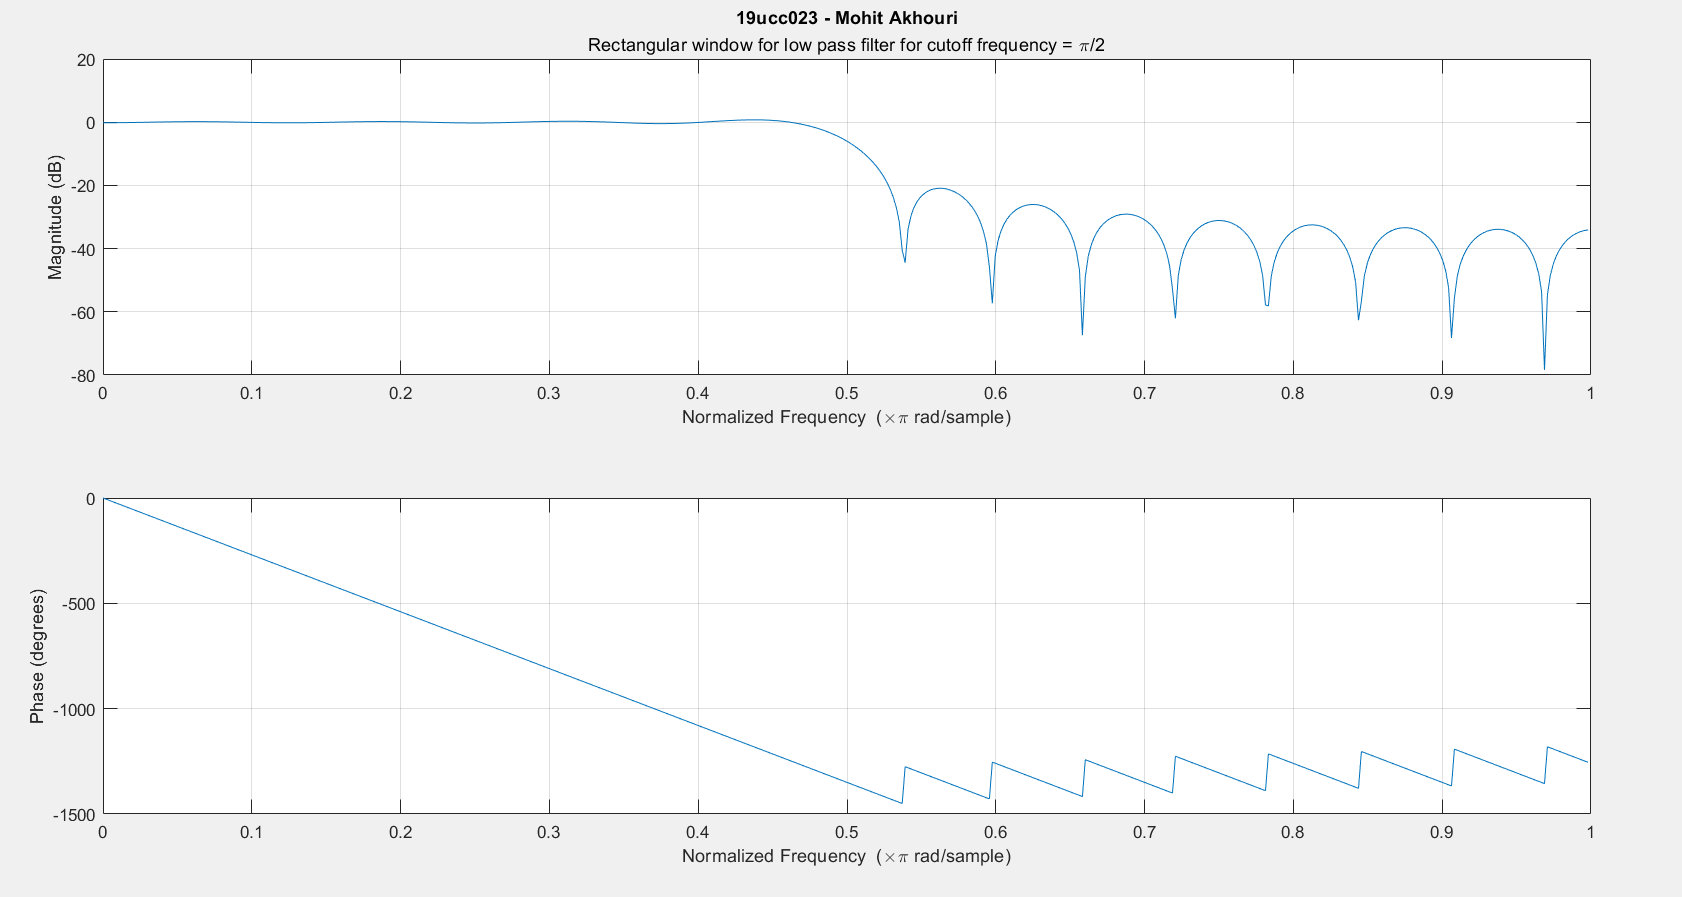 19ucc023 - Mohit Akhouri
Rectangular window for low pass filter for cutoff frequency = π/2
20
0
-20
-40
-60
-80
Magnitude (dB)
0 0.1 0.2 0.3 0.4 0.5 0.6 0.7 0.8 0.9 1
Normalized Frequency (×π rad/sample)
0
-500
-1000
-1500
Phase (degrees)
0 0.1 0.2 0.3 0.4 0.5 0.6 0.7 0.8 0.9 1
Normalized Frequency (×π rad/sample)